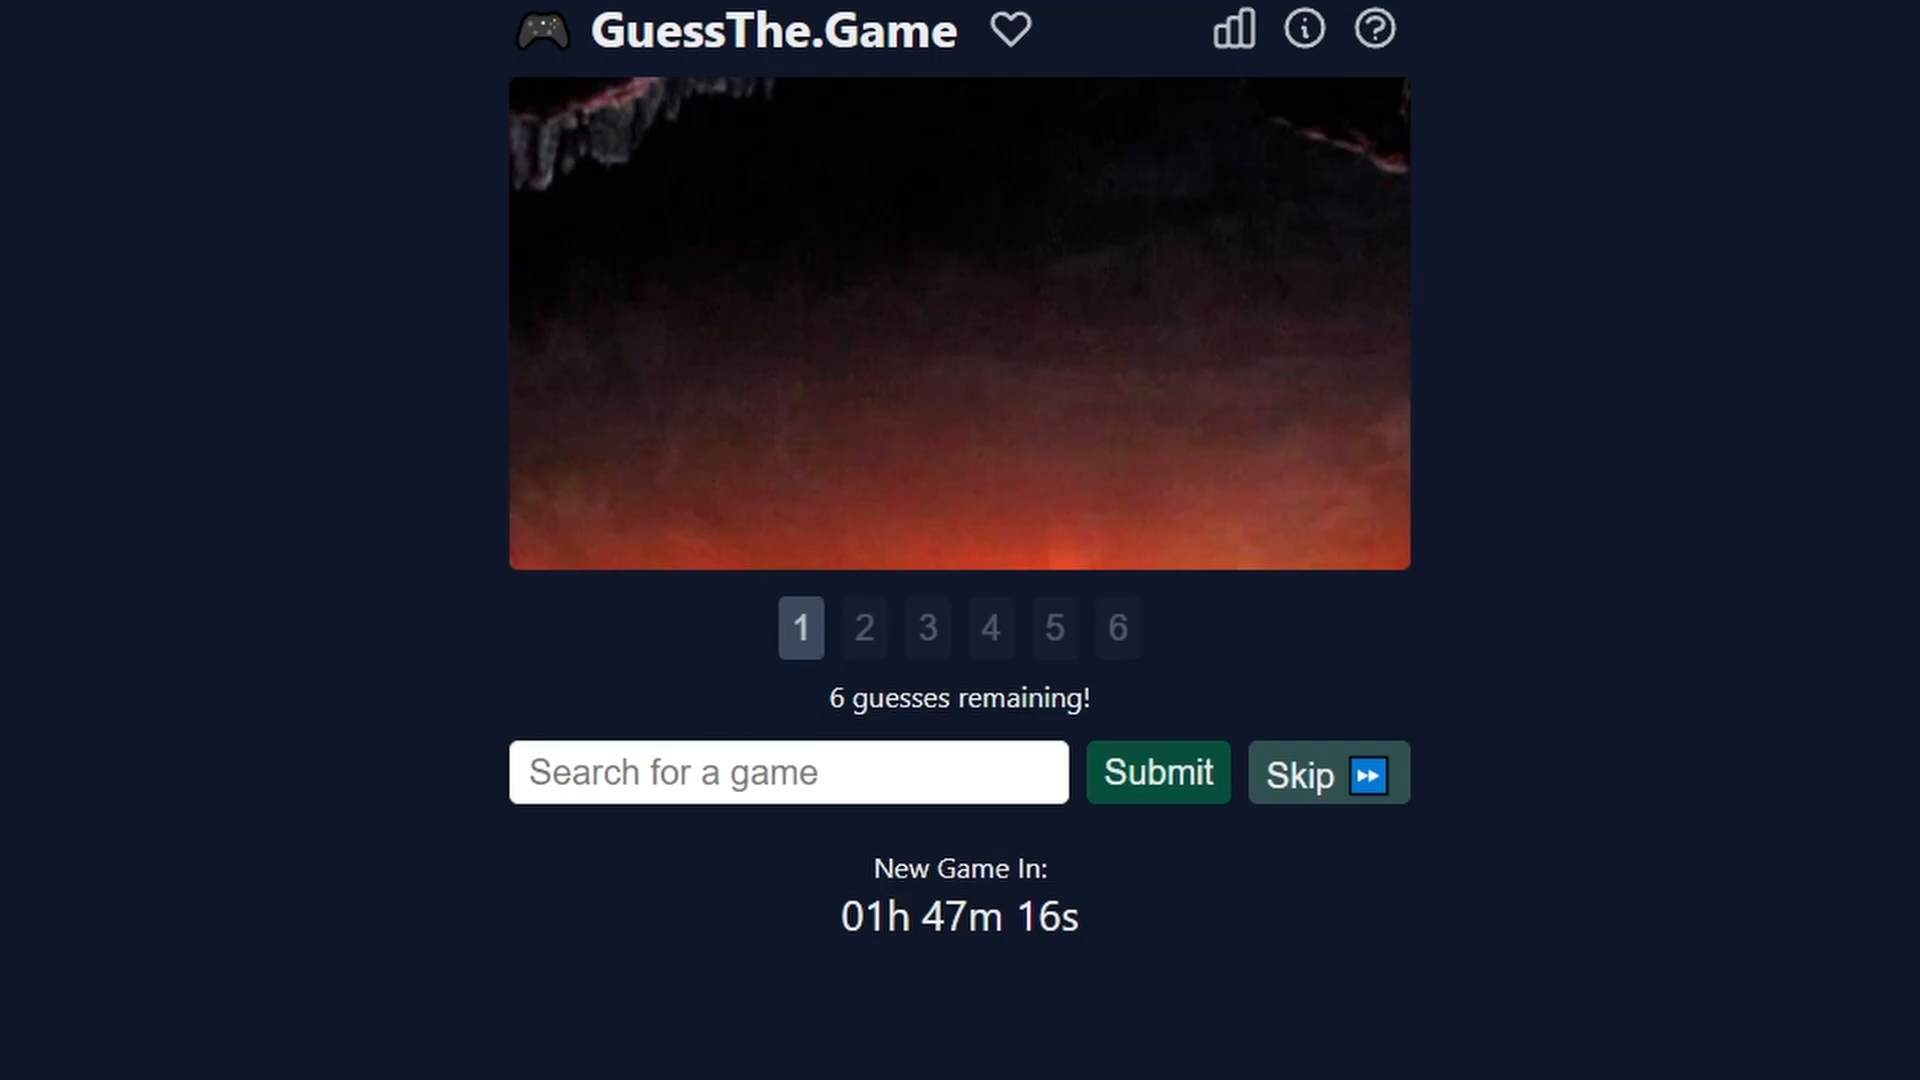 GuessThe.Game
1 2 3 4 5 6
6 guesses remaining!
Search for a game
Submit
Skip
New Game In:
01h 47m 16s